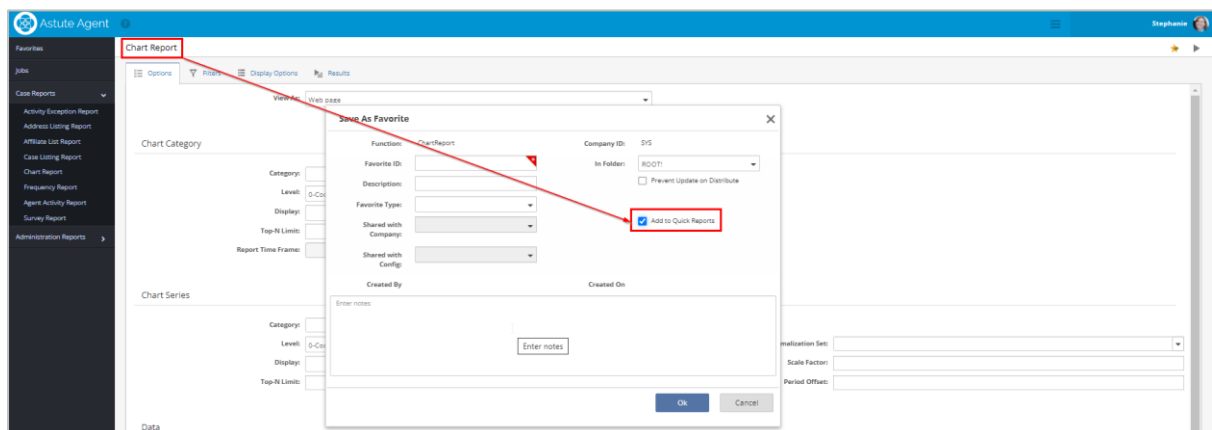 Astute Agent
Stephanie
Favorites
Chart Report
Jobs
Options Filters Display Options Results
Case Reports
View As: Web page
Activity Exception Report
Address Listing Report
Affiliate List Report
Case Listing Report
Chart Report
Frequency Report
Agent Activity Report
Survey Report
Administration Reports
Save As Favorite
Function: ChartReport Company ID: SYS
Favorite ID: In Folder: ROOT!
Description: Prevent Update on Distribute
Favorite Type:
Add to Quick Reports
Shared with
Company:
Shared with
Config:
Created By Created On
Enter notes
Enter notes
Ok Cancel
Chart Category
Category:
Level:
Display:
Top-N Limit:
Report Time Frame:
Chart Series
Category:
Level:
Display: Scale Factor:
Top-N Limit: Period Offset:
Data